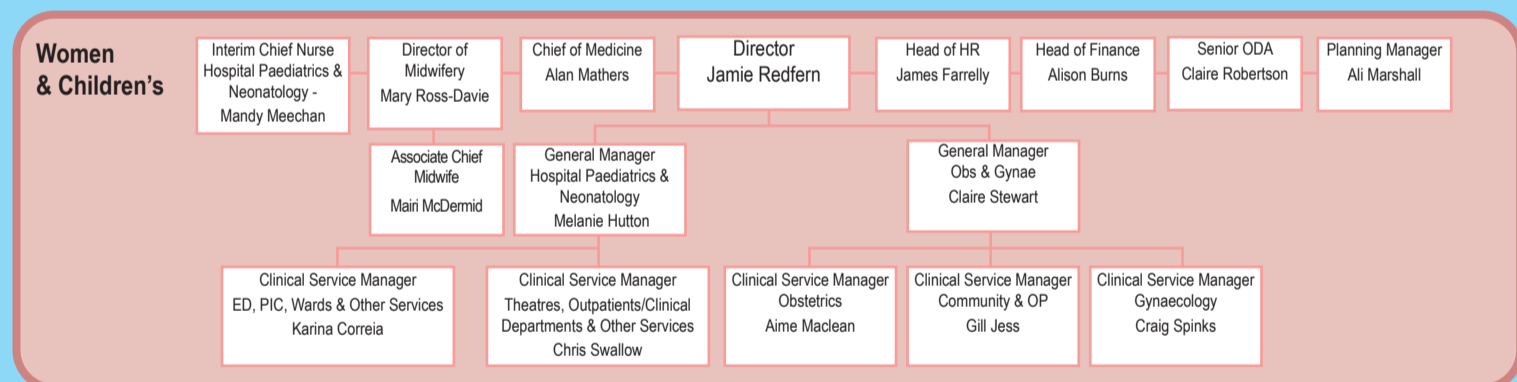 Women
& Children’s
Interim Chief Nurse
Hospital Paediatrics &
Neonatology -
Mandy Meechan
Director of
Midwifery
Mary Ross-Davie
Chief of Medicine
Alan Mathers
Director
Jamie Redfern
Head of HR
James Farrelly
Head of Finance
Alison Burns
Senior ODA
Claire Robertson
Planning Manager
Ali Marshall
Associate Chief
Midwife
Mairi McDermid
General Manager
Hospital Paediatrics &
Neonatology
Melanie Hutton
General Manager
Obs & Gynae
Claire Stewart
Clinical Service Manager
ED, PIC, Wards & Other Services
Karina Correia
Clinical Service Manager
Theatres, Outpatients/Clinical
Departments & Other Services
Chris Swallow
Clinical Service Manager
Obstetrics
Aime Maclean
Clinical Service Manager
Community & OP
Gill Jess
Clinical Service Manager
Gynaecology
Craig Spinks